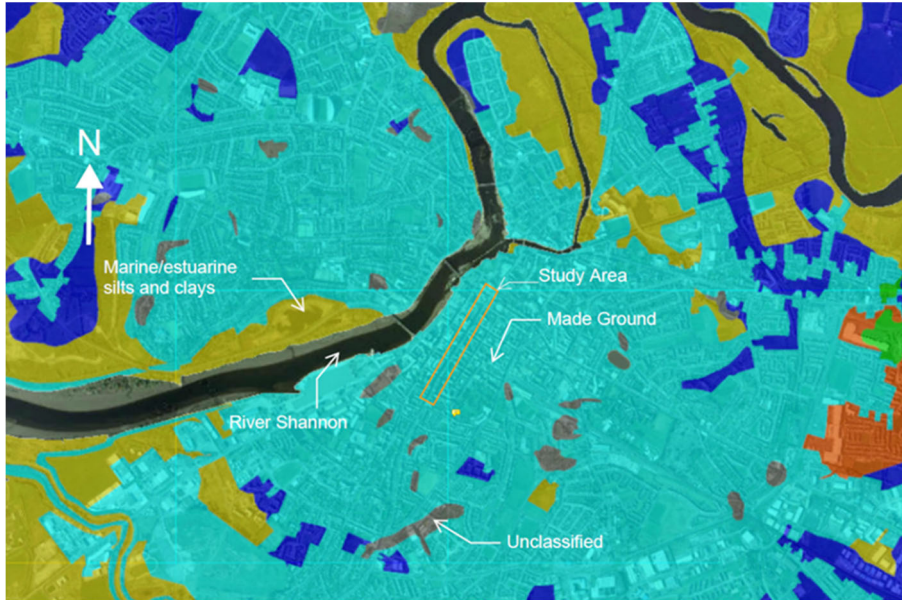 N
Marine/estuarine
silts and clays
Study Area
Made Ground
River Shannon
Unclassified